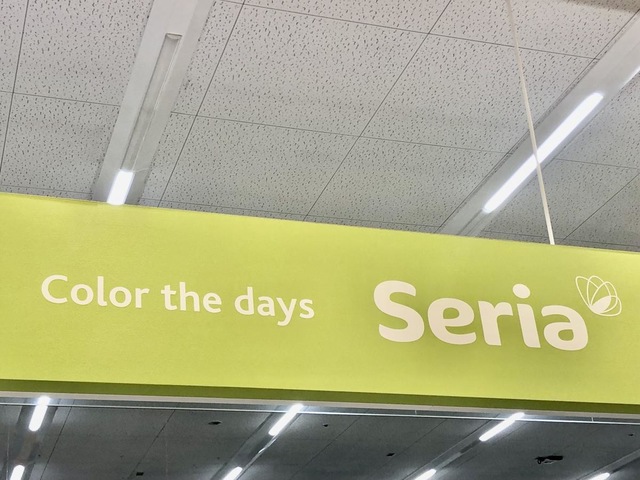 Color the days Seria